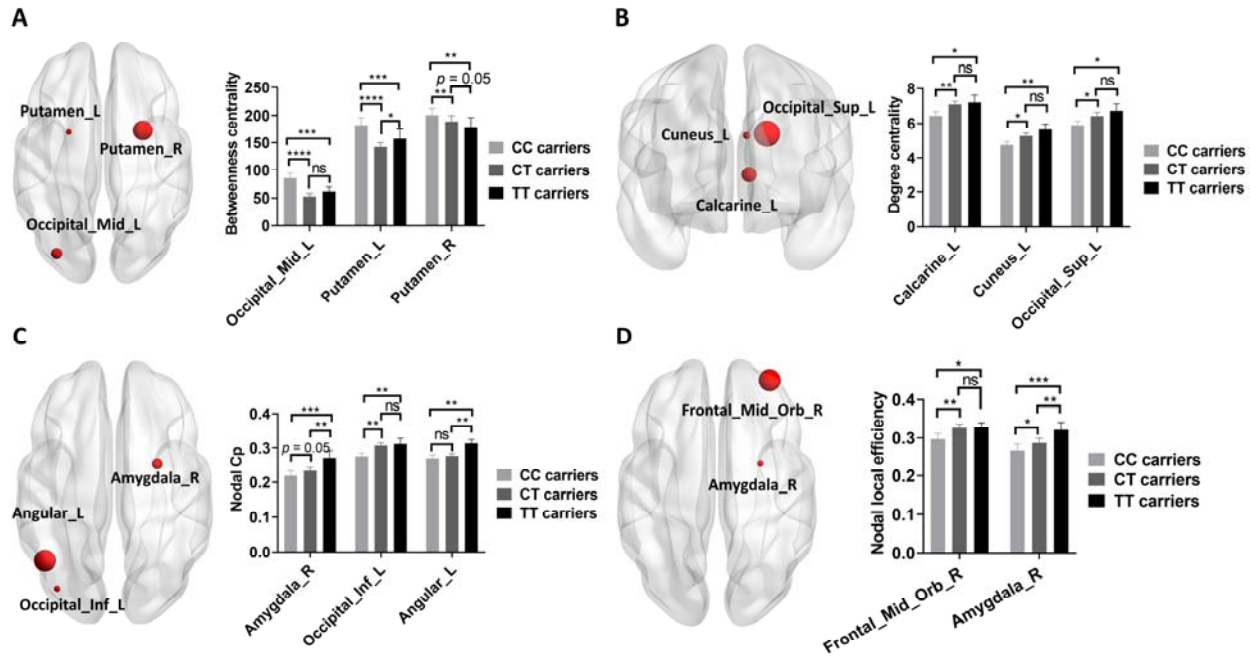 A
Putamen_L
Putamen_R
Occipital_Mid_L
Betweenness centrality
250
200
150
100
50
0
***
****
ns
***
****
*
**
p = 0.05
**
Occipital_Mid_L
Putamen_L
Putamen_R
CC carriers
CT carriers
TT carriers
B
Occipital_Sup_L
Cuneus_L
Calcarine_L
Degree centrality
8
6
4
2
0
*
ns
**
**
ns
*
*
ns
*
Calcarine_L
Cuneus_L
Occipital_Sup_L
CC carriers
CT carriers
TT carriers
C
Amygdala_R
Angular_L
Occipital_Inf_L
Nodal Cp
0.4
0.3
0.2
0.1
0.0
***
**
p = 0.05
**
ns
**
**
ns
**
Amygdala_R
Occipital_Inf_L
Angular_L
CC carriers
CT carriers
TT carriers
D
Frontal_Mid_Orb_R
Amygdala_R
Nodal local efficiency
0.4
0.3
0.2
0.1
0.0
*
ns
**
***
**
*
Frontal_Mid_Orb_R
Amygdala_R
CC carriers
CT carriers
TT carriers